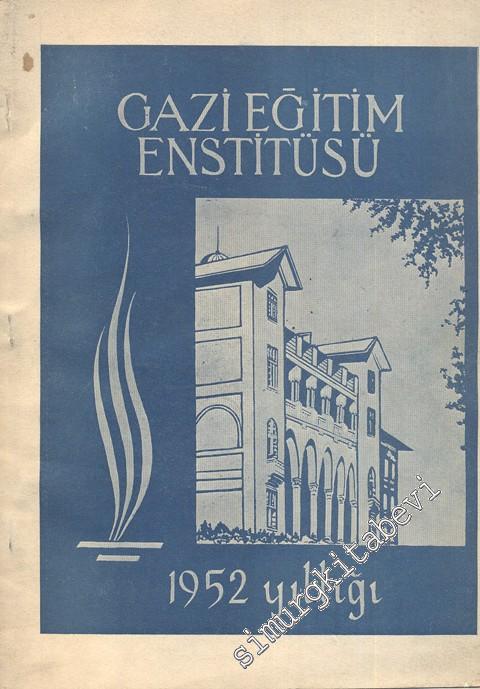 GAZİ EĞİTİM
ENSTİTÜSÜ
1952 yıllığı
simurgkitabevi